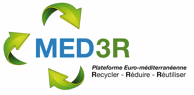 MED3R
Plateforme Euro-méditerranéenne
Recycler - Réduire - Réutiliser